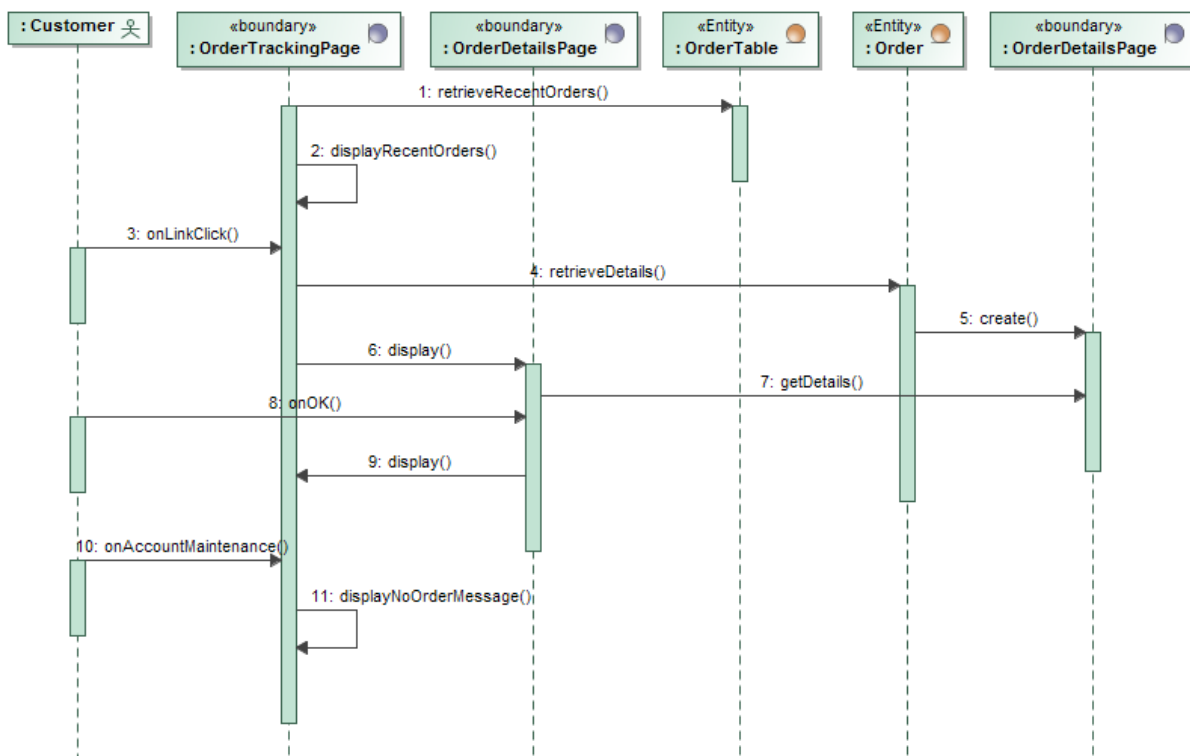 : Customer
«boundary»
: OrderTrackingPage
«boundary»
: OrderDetailsPage
«Entity»
: OrderTable
«Entity»
: Order
«boundary»
: OrderDetailsPage
1: retrieveRecentOrders()
2: displayRecentOrders()
3: onLinkClick()
4: retrieveDetails()
5: create()
6: display()
7: getDetails()
8: onOK()
9: display()
10: onAccountMaintenance()
11: displayNoOrderMessage()